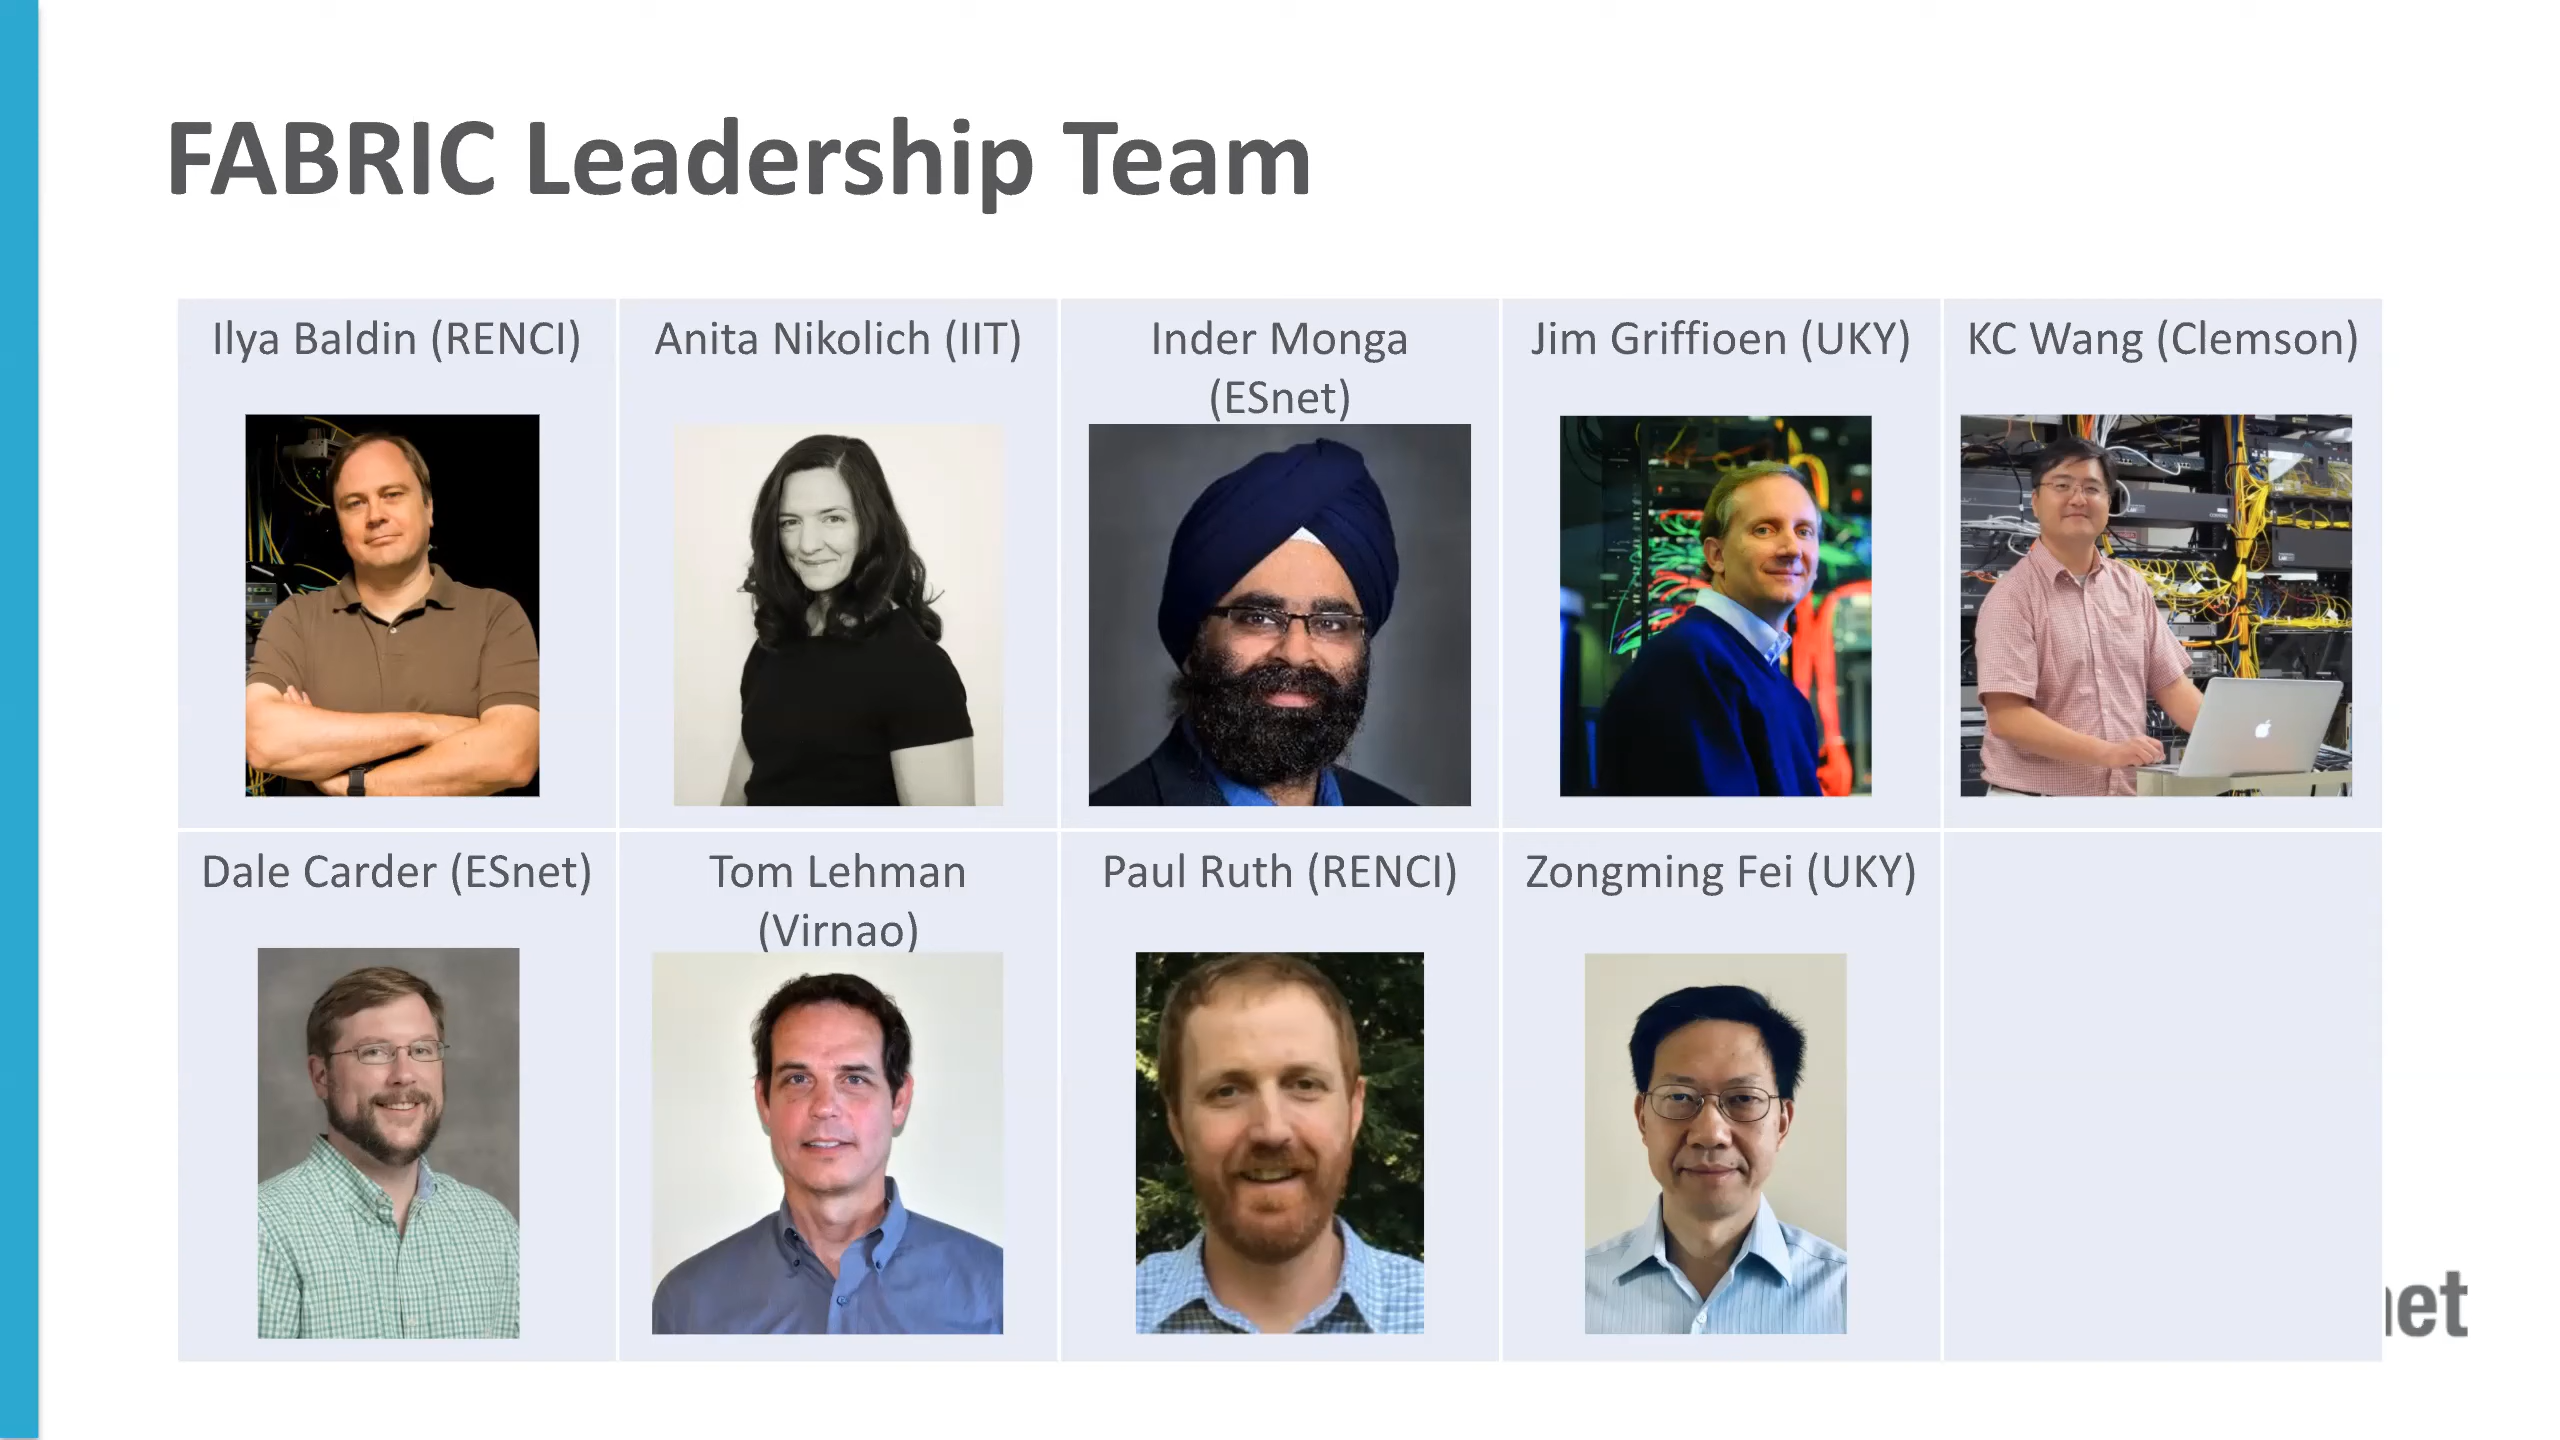 FABRIC Leadership Team
Ilya Baldin (RENCI)
Anita Nikolich (IIT)
Inder Monga
(ESnet)
Jim Griffioen (UKY)
KC Wang (Clemson)
Dale Carder (ESnet)
Tom Lehman
(Virnao)
Paul Ruth (RENCI)
Zongming Fei (UKY)
net